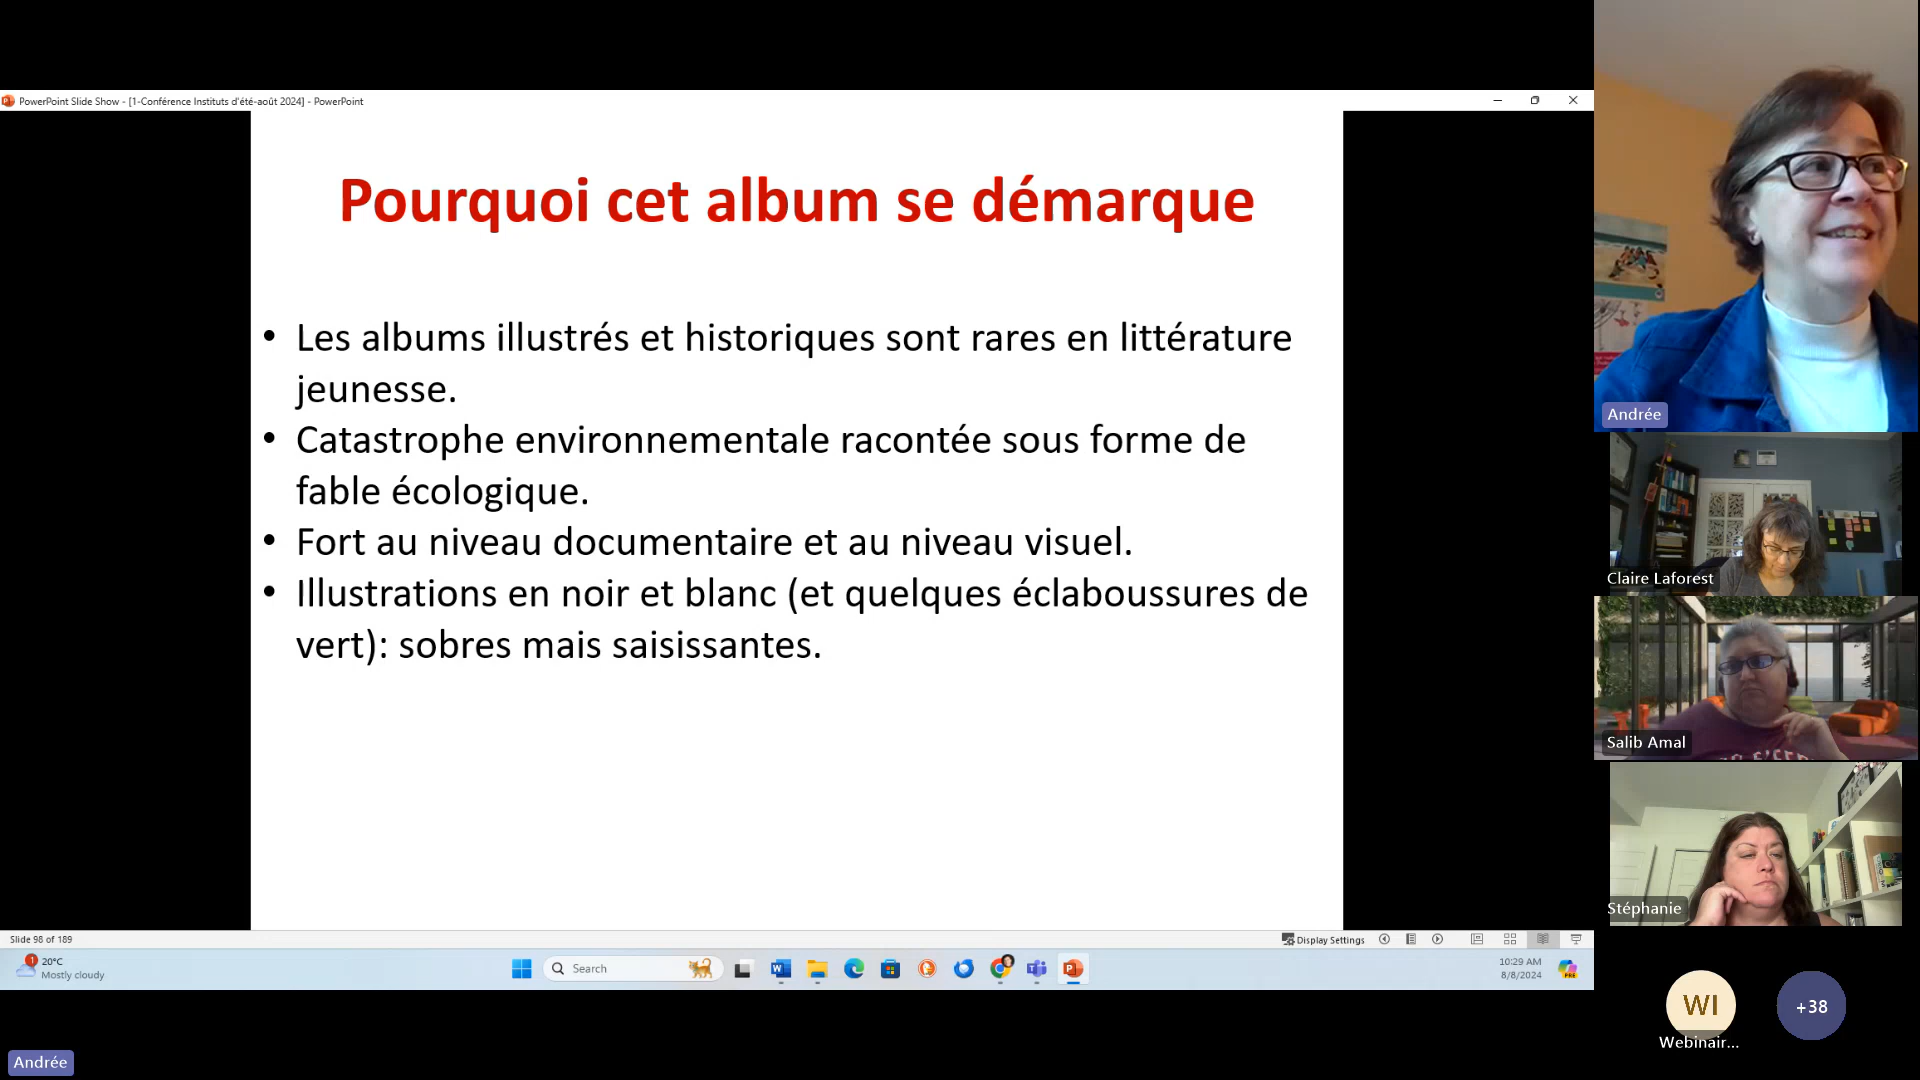 PowerPoint Slide Show - [1-Conférence Instituts d'été-août 2024] - PowerPoint
Pourquoi cet album se démarque
• Les albums illustrés et historiques sont rares en littérature
jeunesse.
• Catastrophe environnementale racontée sous forme de
fable écologique.
• Fort au niveau documentaire et au niveau visuel.
• Illustrations en noir et blanc (et quelques éclaboussures de
vert): sobres mais saisissantes.
Slide 98 of 189
Display Settings
1
20°C
Mostly cloudy
Search
10:29 AM
8/8/2024
Andrée
Claire Laforest
Salib Amal
Stéphanie
WI
Webinair...
+38
Andrée